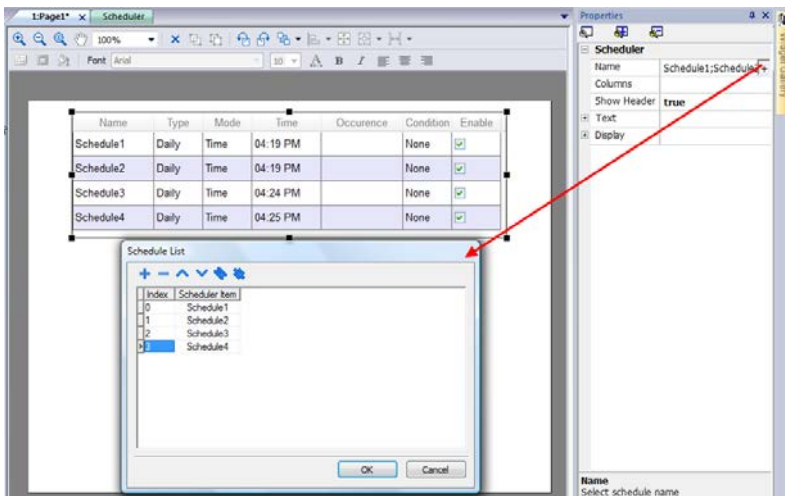 1:Page1* x Scheduler
100%
Font Arial 10 A B I
Name Type Mode Time Occurence Condition Enable
Schedule1 Daily Time 04:19 PM None
Schedule2 Daily Time 04:19 PM None
Schedule3 Daily Time 04:24 PM None
Schedule4 Daily Time 04:25 PM None
Schedule List
Index Scheduler Item
0 Schedule1
1 Schedule2
2 Schedule3
3 Schedule4
OK Cancel
Properties
Scheduler
Name
Columns
Show Header true
Text
Display
Name
Select schedule name
Widget Gallery